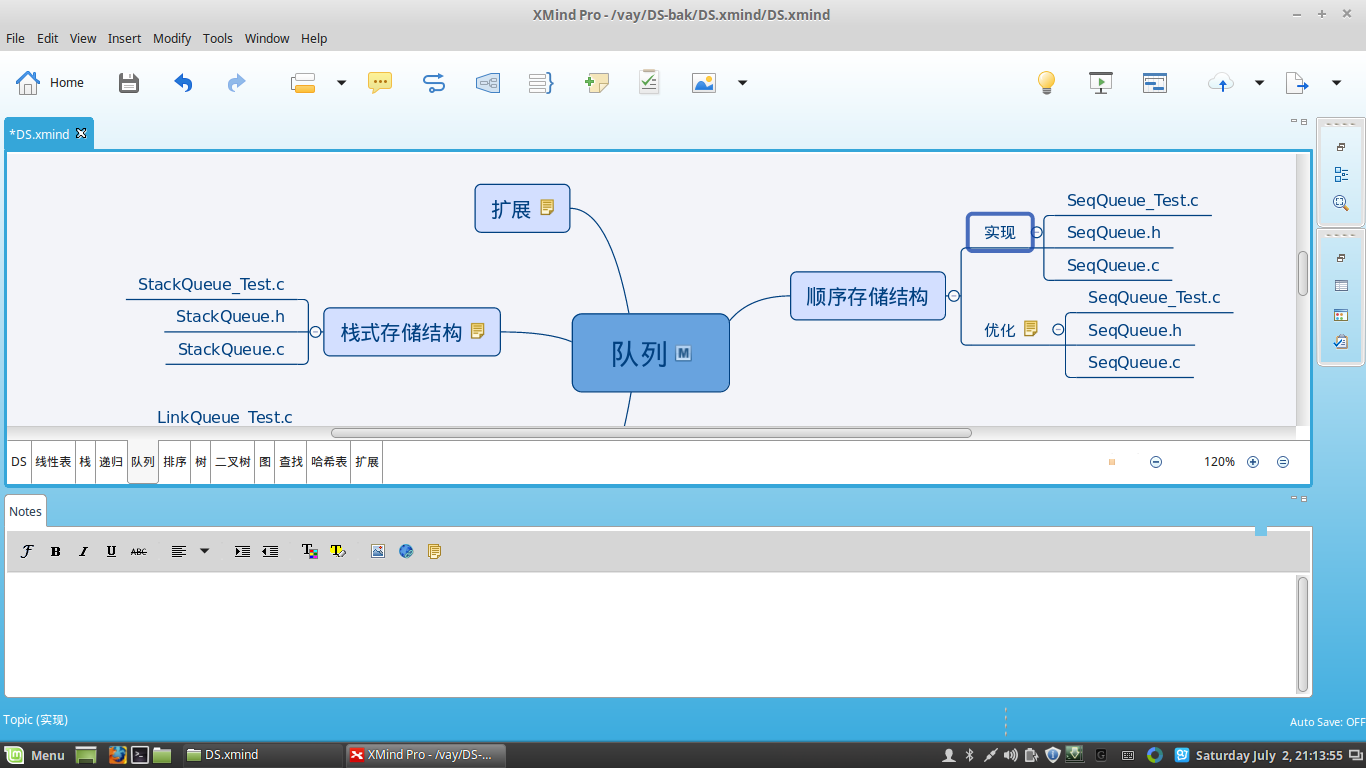 XMind Pro - /vay/DS-bak/DS.xmind/DS.xmind
File Edit View Insert Modify Tools Window Help
Home
*DS.xmind
扩展
StackQueue_Test.c
StackQueue.h
StackQueue.c
栈式存储结构
LinkQueue_Test.c
队列 M
顺序存储结构
实现
SeqQueue_Test.c
SeqQueue.h
SeqQueue.c
优化
SeqQueue_Test.c
SeqQueue.h
SeqQueue.c
DS 线性表 栈 递归 队列 排序 树 二叉树 图 查找 哈希表 扩展
120%
Notes
F B I U ABC
Topic (实现)
Auto Save: OFF
Menu DS.xmind XMind Pro - /vay/DS-... Saturday July 2, 21:13:55